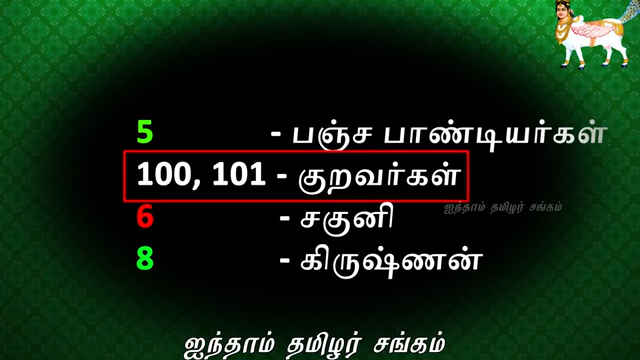 5 - பஞ்ச பாண்டியர்கள்
100, 101 - குறவர்கள்
ஐந்தாம் தமிழர் சங்கம்
6 - சகுனி
8 - கிருஷ்ணன்
ஐந்தாம் தமிழர் சங்கம்